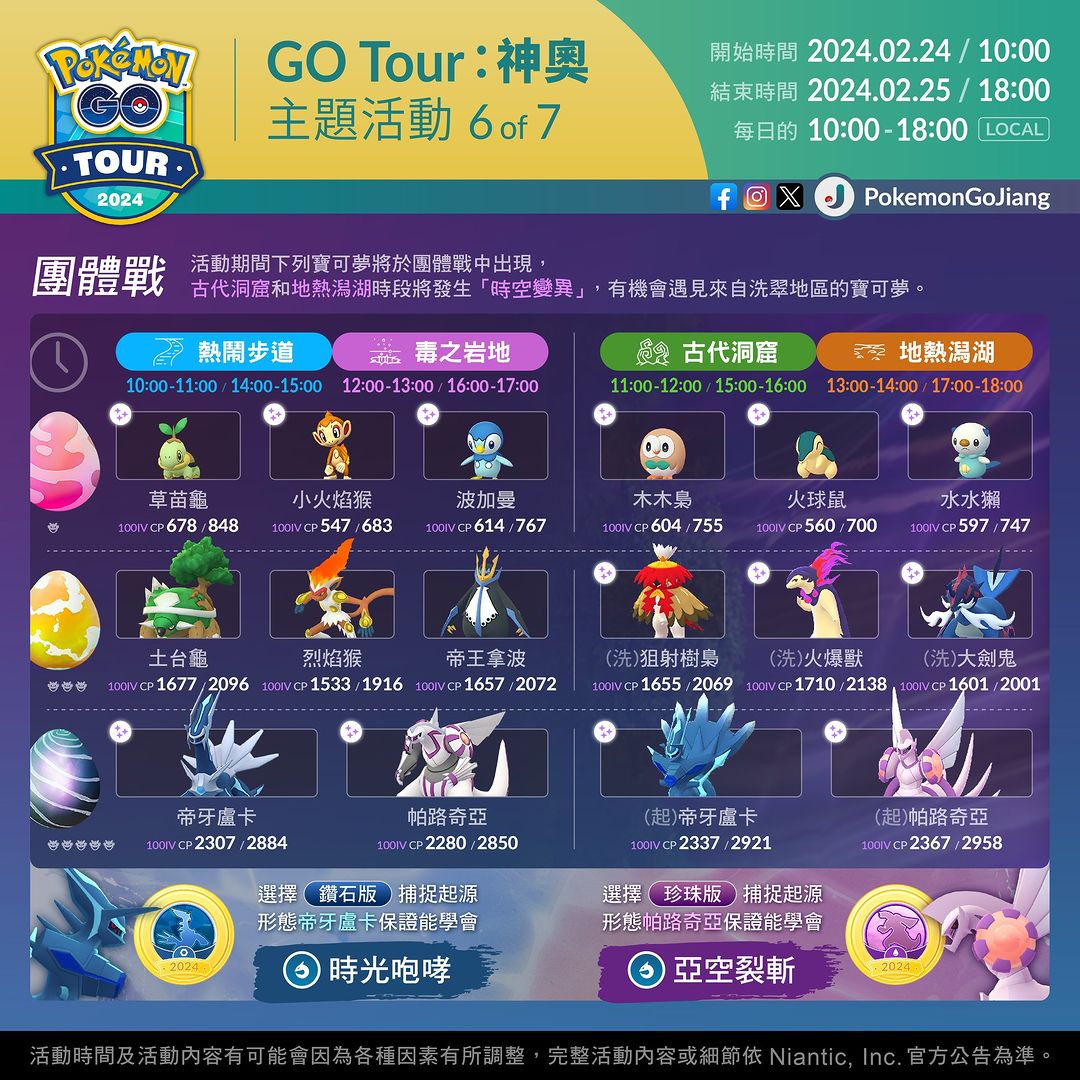 POKéMON
GO
TOUR
2024
GO Tour：神奧
主題活動 6 of 7
開始時間 2024.02.24 / 10:00
結束時間 2024.02.25 / 18:00
每日的 10:00 - 18:00 LOCAL
PokemonGoJiang
團體戰
活動期間下列寶可夢將於團體戰中出現，
古代洞窟和地熱潟湖時段將發生「時空變異」，有機會遇見來自洗翠地區的寶可夢。
熱鬧步道 毒之岩地 古代洞窟 地熱潟湖
10:00-11:00 / 14:00-15:00 12:00-13:00 / 16:00-17:00 11:00-12:00 / 15:00-16:00 13:00-14:00 / 17:00-18:00
草苗龜 小火焰猴 波加曼 木木梟 火球鼠 水水獺
100IV CP 678 / 848 100IV CP 547 / 683 100IV CP 614 / 767 100IV CP 604 / 755 100IV CP 560 / 700 100IV CP 597 / 747
土台龜 烈焰猴 帝王拿波 (洗)狙射樹梟 (洗)火爆獸 (洗)大劍鬼
100IV CP 1677 / 2096 100IV CP 1533 / 1916 100IV CP 1657 / 2072 100IV CP 1655 / 2069 100IV CP 1710 / 2138 100IV CP 1601 / 2001
帝牙盧卡 帕路奇亞 (起)帝牙盧卡 (起)帕路奇亞
100IV CP 2307 / 2884 100IV CP 2280 / 2850 100IV CP 2337 / 2921 100IV CP 2367 / 2958
選擇 鑽石版 捕捉起源
形態帝牙盧卡保證能學會
時光咆哮
2024
選擇 珍珠版 捕捉起源
形態帕路奇亞保證能學會
亞空裂斬
2024
活動時間及活動內容有可能會因為各種因素有所調整，完整活動內容或細節依 Niantic, Inc. 官方公告為準。